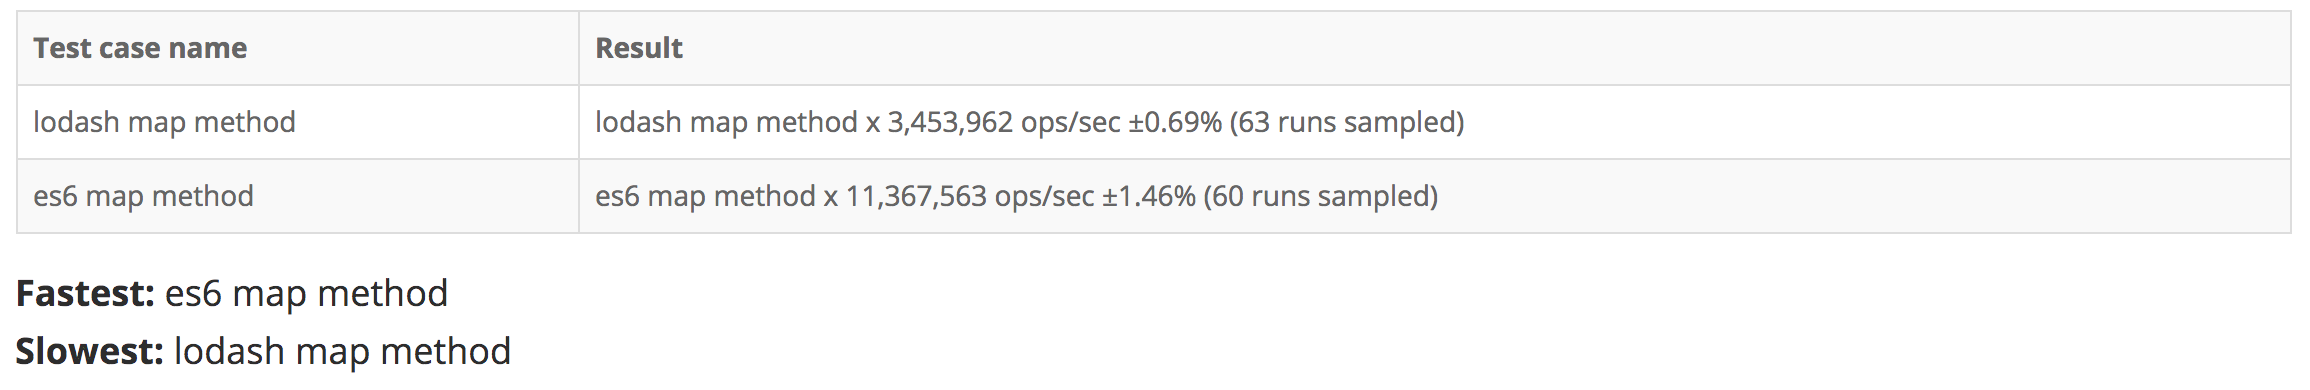 Test case name Result
lodash map method lodash map method x 3,453,962 ops/sec ±0.69% (63 runs sampled)
es6 map method es6 map method x 11,367,563 ops/sec ±1.46% (60 runs sampled)
Fastest: es6 map method
Slowest: lodash map method